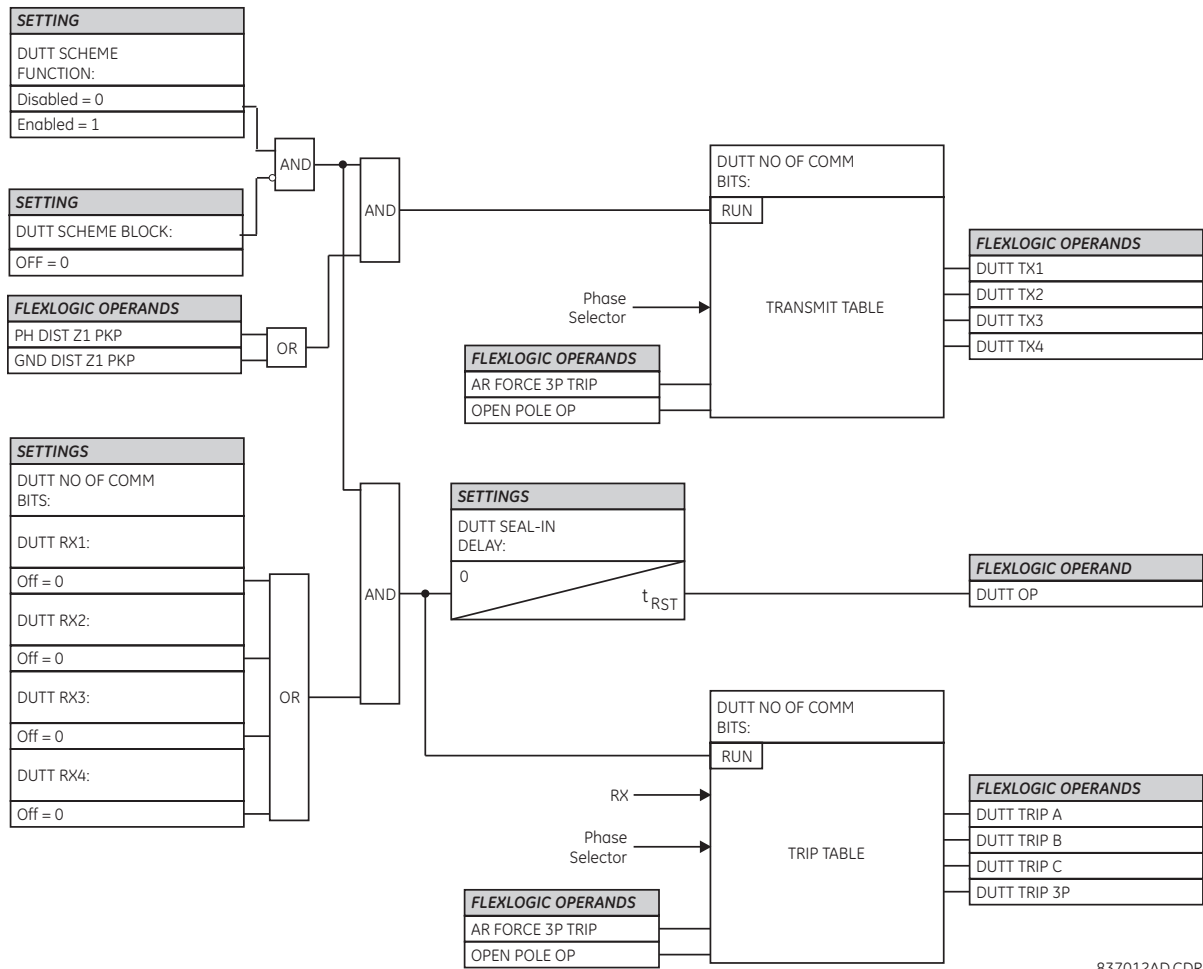 SETTING
DUTT SCHEME
FUNCTION:
Disabled = 0
Enabled = 1
AND
SETTING
DUTT SCHEME BLOCK:
OFF = 0
AND
FLEXLOGIC OPERANDS
PH DIST Z1 PKP
GND DIST Z1 PKP
OR
DUTT NO OF COMM
BITS:
RUN
Phase
Selector
TRANSMIT TABLE
FLEXLOGIC OPERANDS
AR FORCE 3P TRIP
OPEN POLE OP
FLEXLOGIC OPERANDS
DUTT TX1
DUTT TX2
DUTT TX3
DUTT TX4
SETTINGS
DUTT NO OF COMM
BITS:
DUTT RX1:
Off = 0
DUTT RX2:
Off = 0
DUTT RX3:
Off = 0
DUTT RX4:
Off = 0
OR
AND
SETTINGS
DUTT SEAL-IN
DELAY:
0
tRST
FLEXLOGIC OPERAND
DUTT OP
DUTT NO OF COMM
BITS:
RUN
RX
Phase
Selector
TRIP TABLE
FLEXLOGIC OPERANDS
AR FORCE 3P TRIP
OPEN POLE OP
FLEXLOGIC OPERANDS
DUTT TRIP A
DUTT TRIP B
DUTT TRIP C
DUTT TRIP 3P
837012AD.CDR